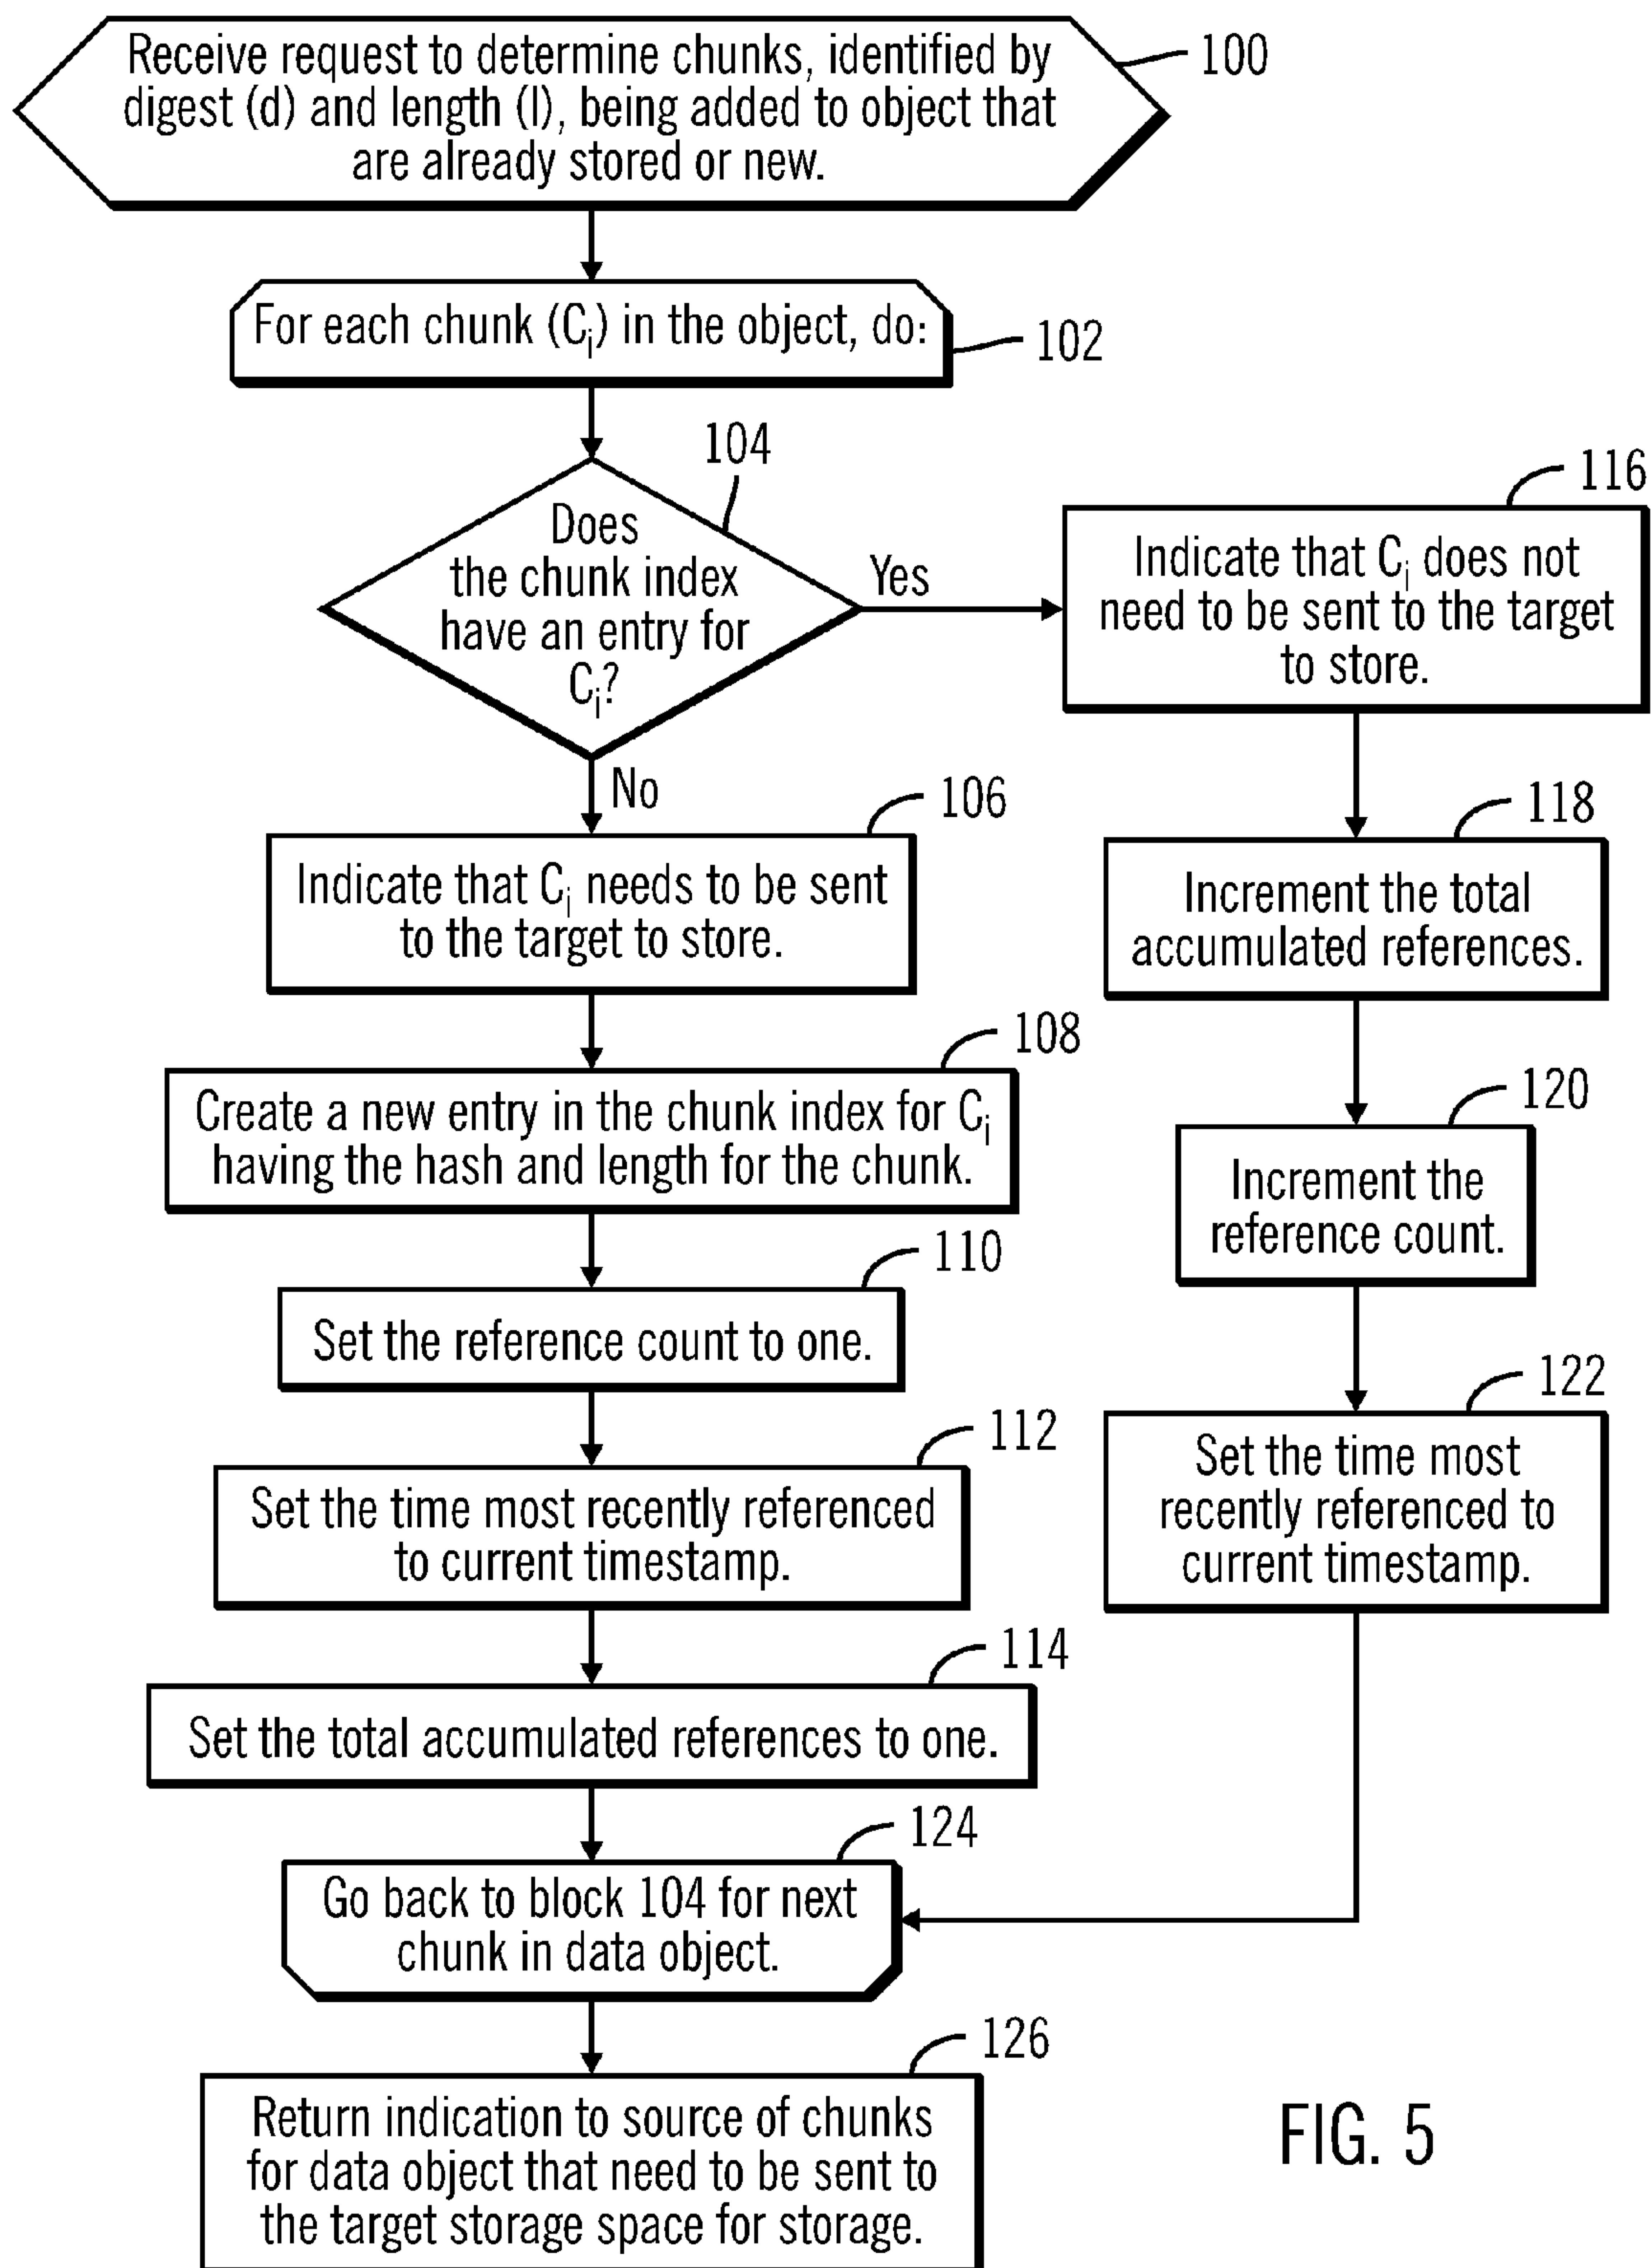 Receive request to determine chunks, identified by
digest (d) and length (l), being added to object that
are already stored or new.
100
For each chunk (Ci) in the object, do:
102
104
Does
the chunk index
have an entry for
Ci?
Yes
No
106
Indicate that Ci needs to be sent
to the target to store.
108
Create a new entry in the chunk index for Ci
having the hash and length for the chunk.
110
Set the reference count to one.
112
Set the time most recently referenced
to current timestamp.
114
Set the total accumulated references to one.
116
Indicate that Ci does not
need to be sent to the target
to store.
118
Increment the total
accumulated references.
120
Increment the
reference count.
122
Set the time most
recently referenced to
current timestamp.
124
Go back to block 104 for next
chunk in data object.
126
Return indication to source of chunks
for data object that need to be sent to
the target storage space for storage.
FIG. 5